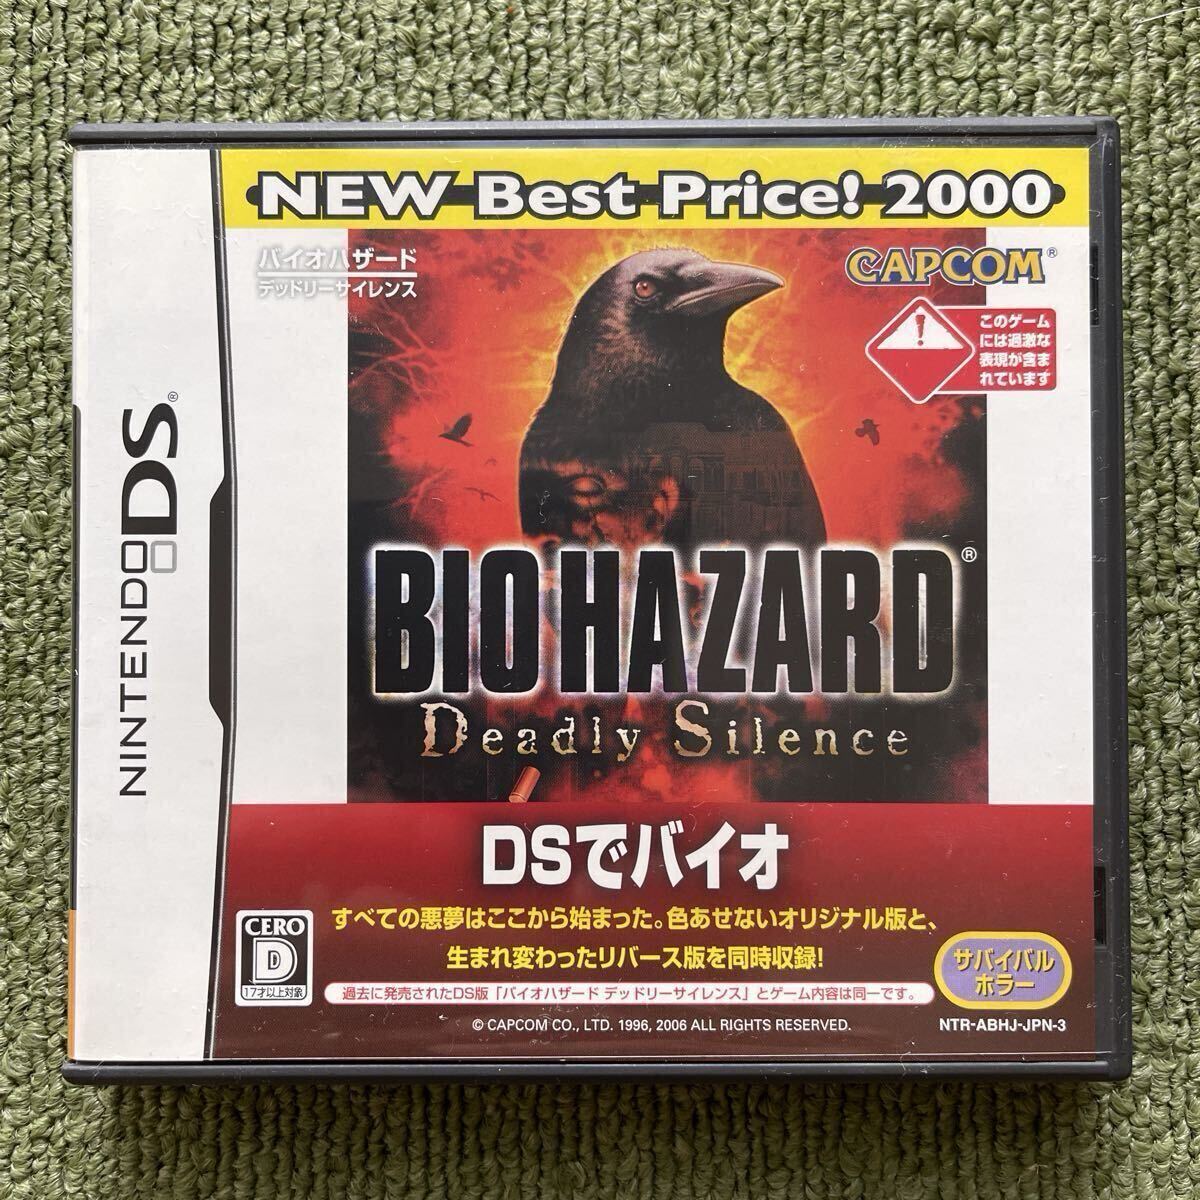 NEW Best Price! 2000
バイオハザード
デッドリーサイレンス
CAPCOM®
このゲーム
には過激な
表現が含ま
れています
NINTENDO DS®
BIOHAZARD®
Deadly Silence
DSでバイオ
すべての悪夢はここから始まった。色あせないオリジナル版と、
生まれ変わったリバース版を同時収録!
CERO
D
17才以上対象
過去に発売されたDS版「バイオハザード デッドリーサイレンス」とゲーム内容は同一です。
サバイバル
ホラー
© CAPCOM CO., LTD. 1996, 2006 ALL RIGHTS RESERVED.
NTR-ABHJ-JPN-3